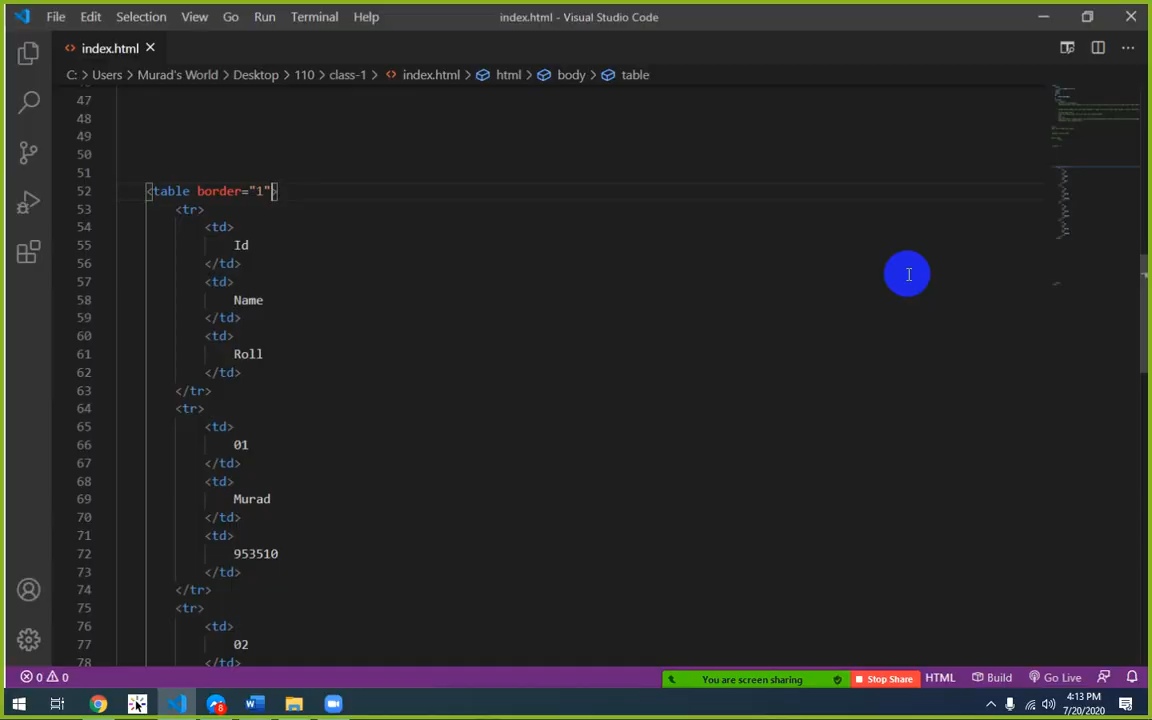 File Edit Selection View Go Run Terminal Help index.html - Visual Studio Code
index.html
C: > Users > Murad's World > Desktop > 110 > class-1 > index.html > html > body > table
47
48
49
50
51
52 <table border="1">
53 <tr>
54 <td>
55 Id
56 </td>
57 <td>
58 Name
59 </td>
60 <td>
61 Roll
62 </td>
63 </tr>
64 <tr>
65 <td>
66 01
67 </td>
68 <td>
69 Murad
70 </td>
71 <td>
72 953510
73 </td>
74 </tr>
75 <tr>
76 <td>
77 02
78 </td>
0 0 You are screen sharing Stop Share HTML Build Go Live
8 4:13 PM
7/20/2020